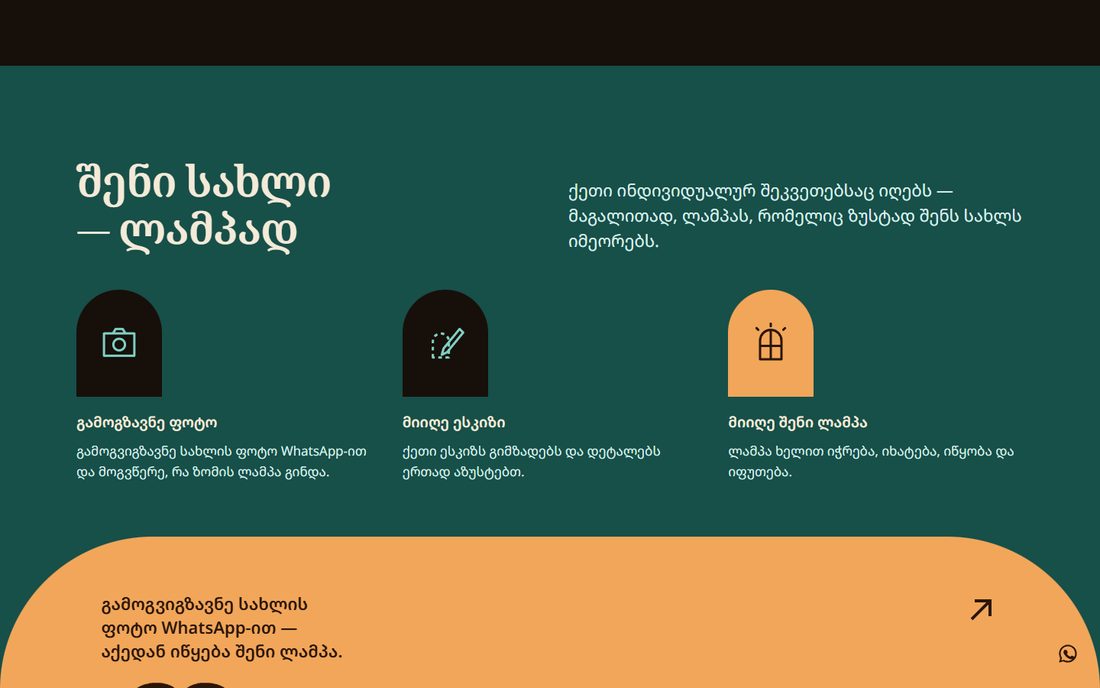 შენი სახლი
— ლამპად
ქეთი ინდივიდუალურ შეკვეთებსაც იღებს —
მაგალითად, ლამპას, რომელიც ზუსტად შენს სახლს
იმეორებს.
გამოგზავნე ფოტო
გამოგვიგზავნე სახლის ფოტო WhatsApp-ით
და მოგვწერე, რა ზომის ლამპა გინდა.
მიიღე ესკიზი
ქეთი ესკიზს გიმზადებს და დეტალებს
ერთად აზუსტებთ.
მიიღე შენი ლამპა
ლამპა ხელით იჭრება, იხატება, იწყობა და
იფუთება.
გამოგვიგზავნე სახლის
ფოტო WhatsApp-ით —
აქედან იწყება შენი ლამპა.